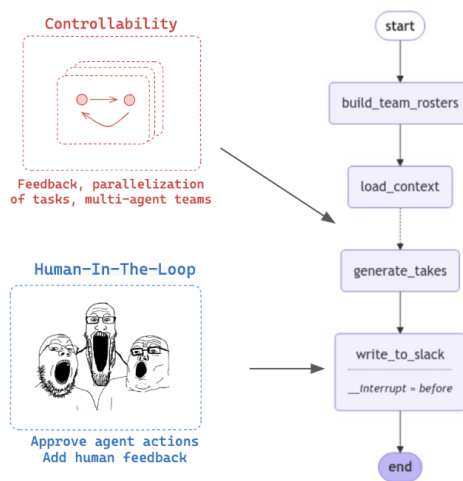 Controllability
Feedback, parallelization
of tasks, multi-agent teams
Human-In-The-Loop
Approve agent actions
Add human feedback
start
build_team_rosters
load_context
generate_takes
write_to_slack
__interrupt = before
end